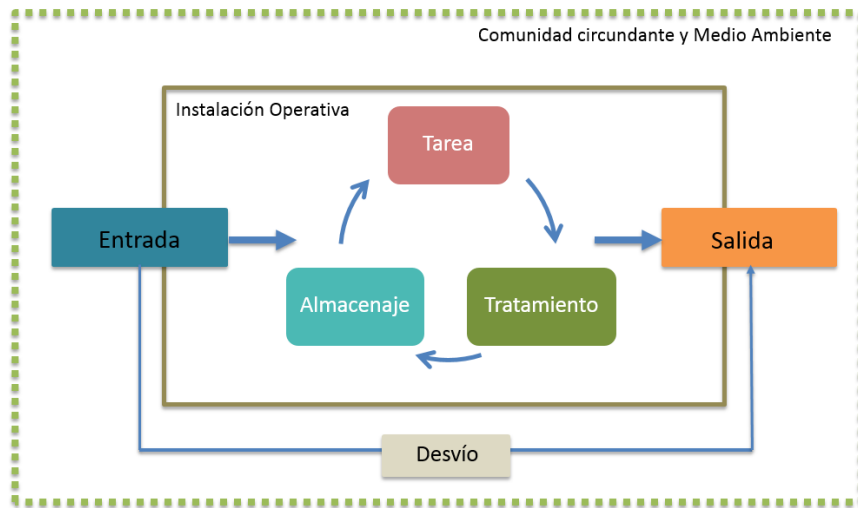 Comunidad circundante y Medio Ambiente
Instalación Operativa
Tarea
Entrada
Salida
Almacenaje
Tratamiento
Desvío